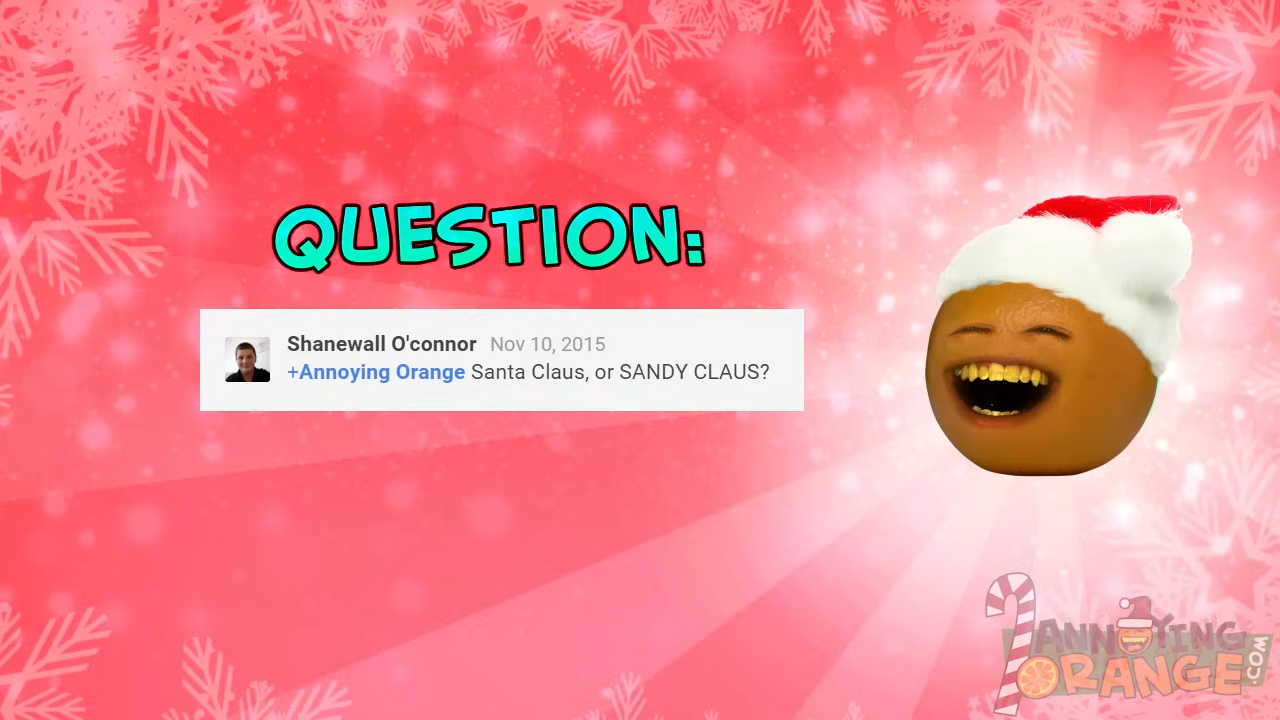 QUESTION:
Shanewall O'connor Nov 10, 2015
+Annoying Orange Santa Claus, or SANDY CLAUS?
ANNOYING
ORANGE.COM